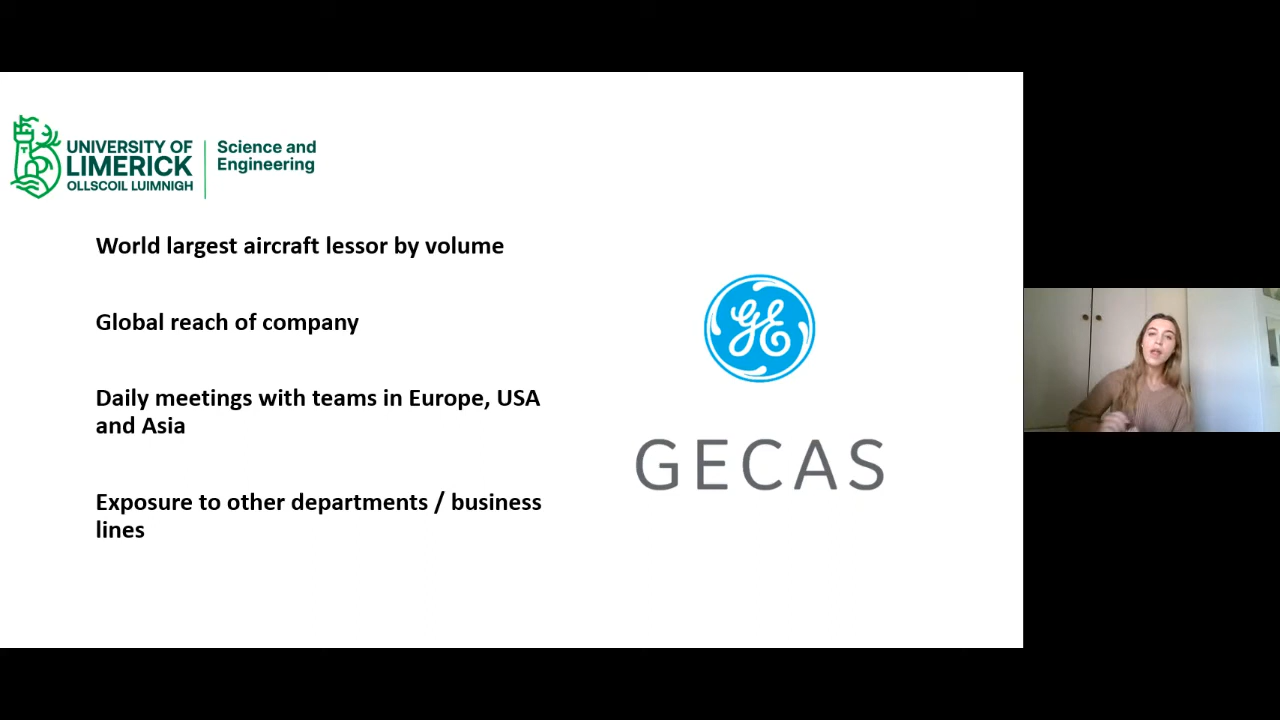 UNIVERSITY OF
LIMERICK
OLLSCOIL LUIMNIGH
Science and
Engineering
World largest aircraft lessor by volume
Global reach of company
Daily meetings with teams in Europe, USA
and Asia
Exposure to other departments / business
lines
GE
GECAS